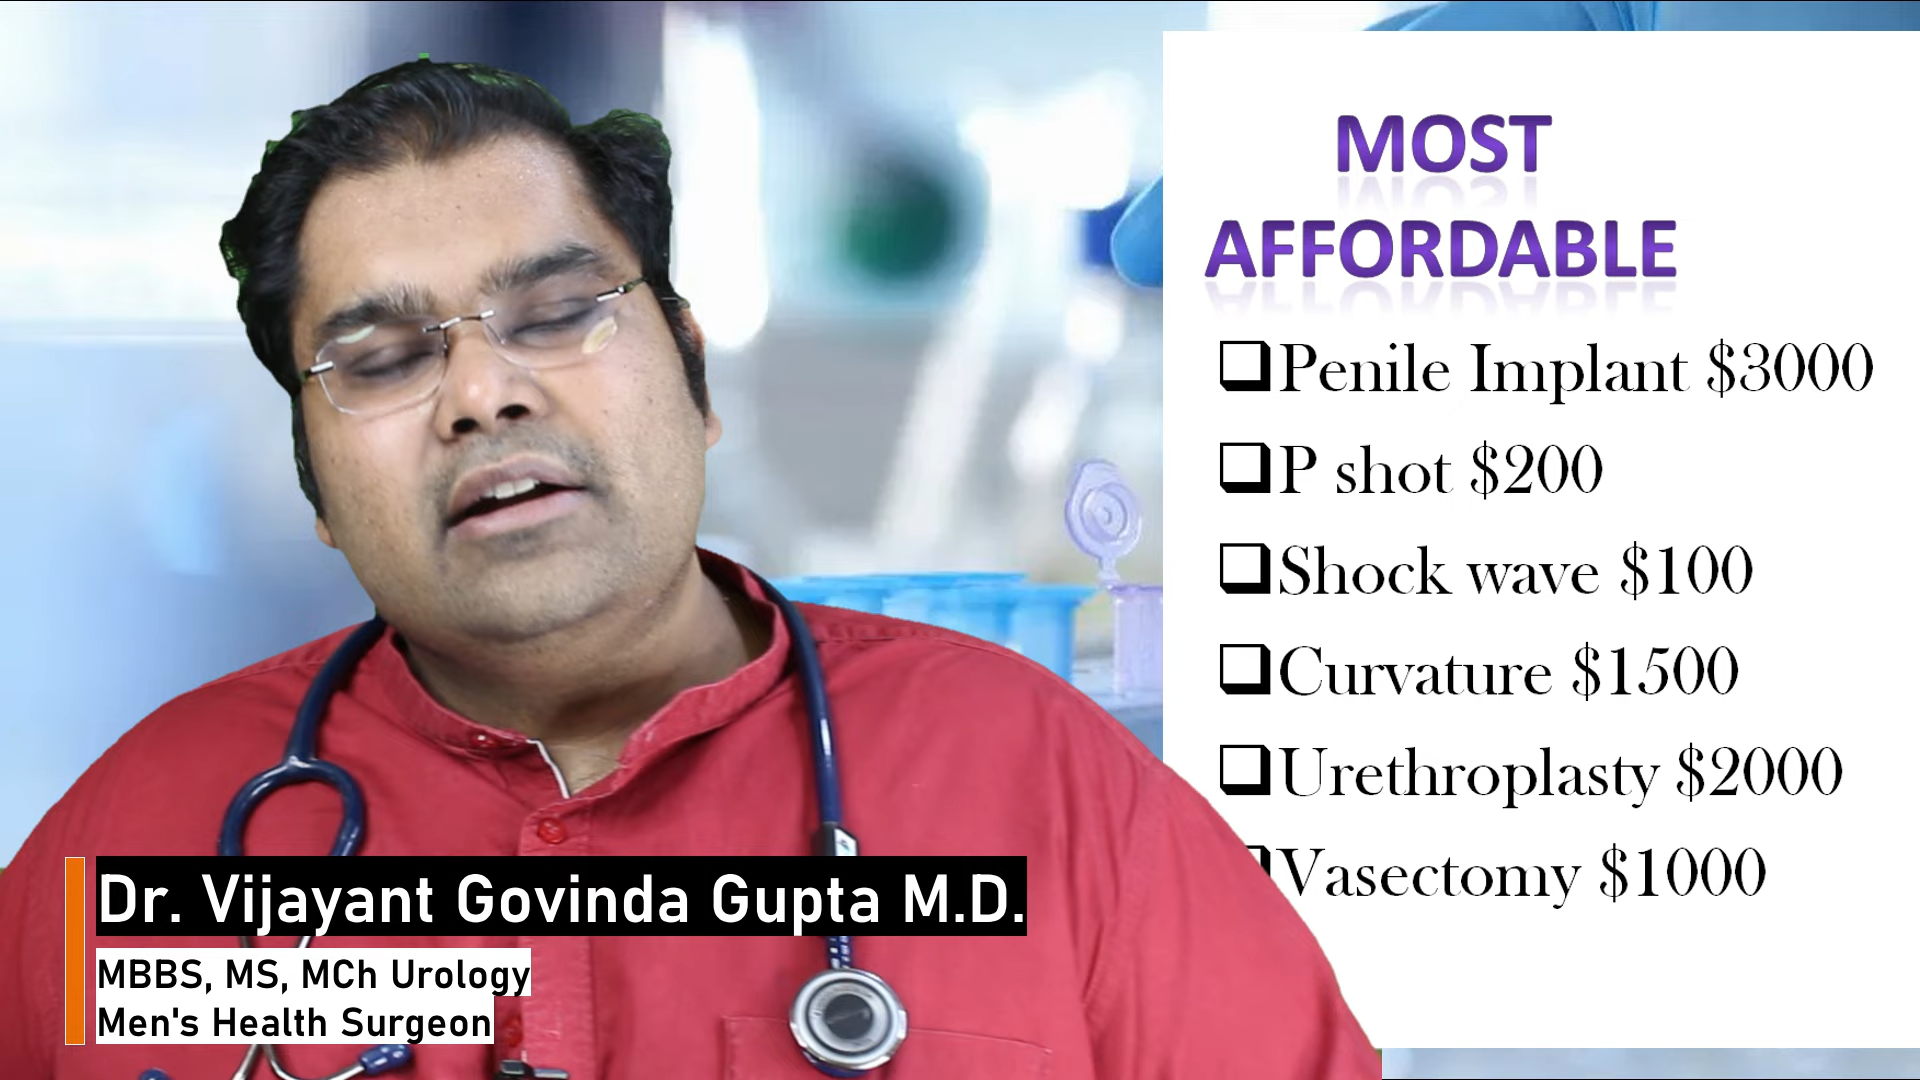 MOST
AFFORDABLE
Penile Implant $3000
P shot $200
Shock wave $100
Curvature $1500
Urethroplasty $2000
Vasectomy $1000
Dr. Vijayant Govinda Gupta M.D.
MBBS, MS, MCh Urology
Men's Health Surgeon